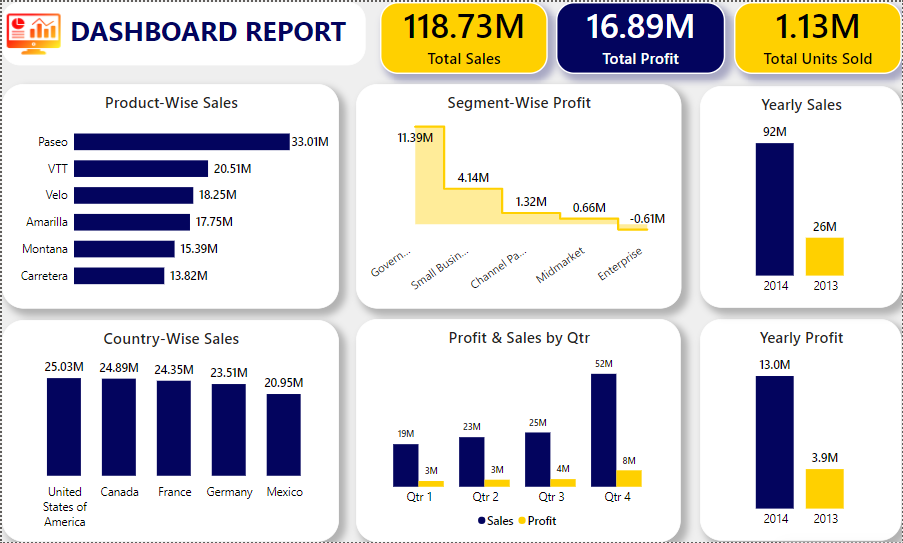 DASHBOARD REPORT
118.73M
Total Sales
16.89M
Total Profit
1.13M
Total Units Sold
Product-Wise Sales
Paseo 33.01M
VTT 20.51M
Velo 18.25M
Amarilla 17.75M
Montana 15.39M
Carretera 13.82M
Segment-Wise Profit
11.39M
4.14M
1.32M
0.66M
-0.61M
Govern...
Small Busin...
Channel Pa...
Midmarket
Enterprise
Yearly Sales
92M
26M
2014 2013
Country-Wise Sales
25.03M 24.89M 24.35M 23.51M 20.95M
United States of America
Canada
France
Germany
Mexico
Profit & Sales by Qtr
19M 3M
23M 3M
25M 4M
52M 8M
Qtr 1 Qtr 2 Qtr 3 Qtr 4
Sales Profit
Yearly Profit
13.0M
3.9M
2014 2013